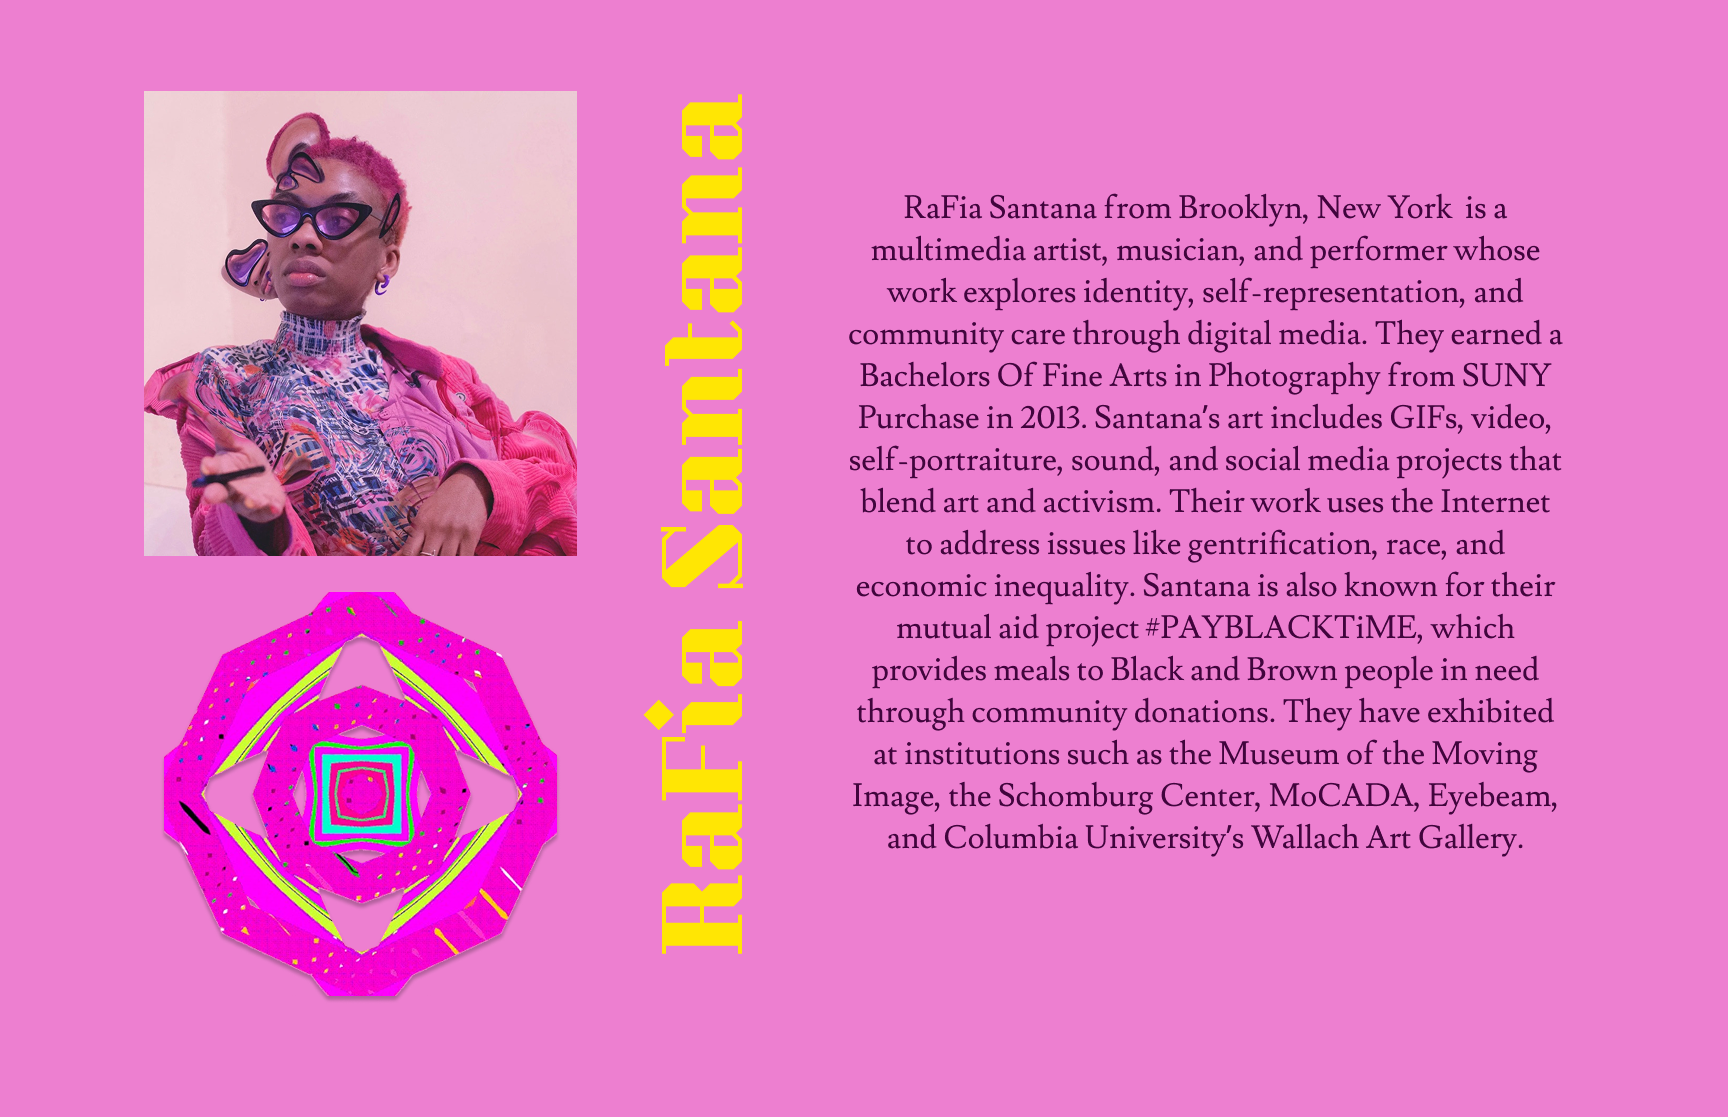 RaFia Santana
RaFia Santana from Brooklyn, New York  is a
multimedia artist, musician, and performer whose
work explores identity, self-representation, and
community care through digital media. They earned a
Bachelors Of Fine Arts in Photography from SUNY
Purchase in 2013. Santana's art includes GIFs, video,
self-portraiture, sound, and social media projects that
blend art and activism. Their work uses the Internet
to address issues like gentrification, race, and
economic inequality. Santana is also known for their
mutual aid project #PAYBLACKTiME, which
provides meals to Black and Brown people in need
through community donations. They have exhibited
at institutions such as the Museum of the Moving
Image, the Schomburg Center, MoCADA, Eyebeam,
and Columbia University's Wallach Art Gallery.